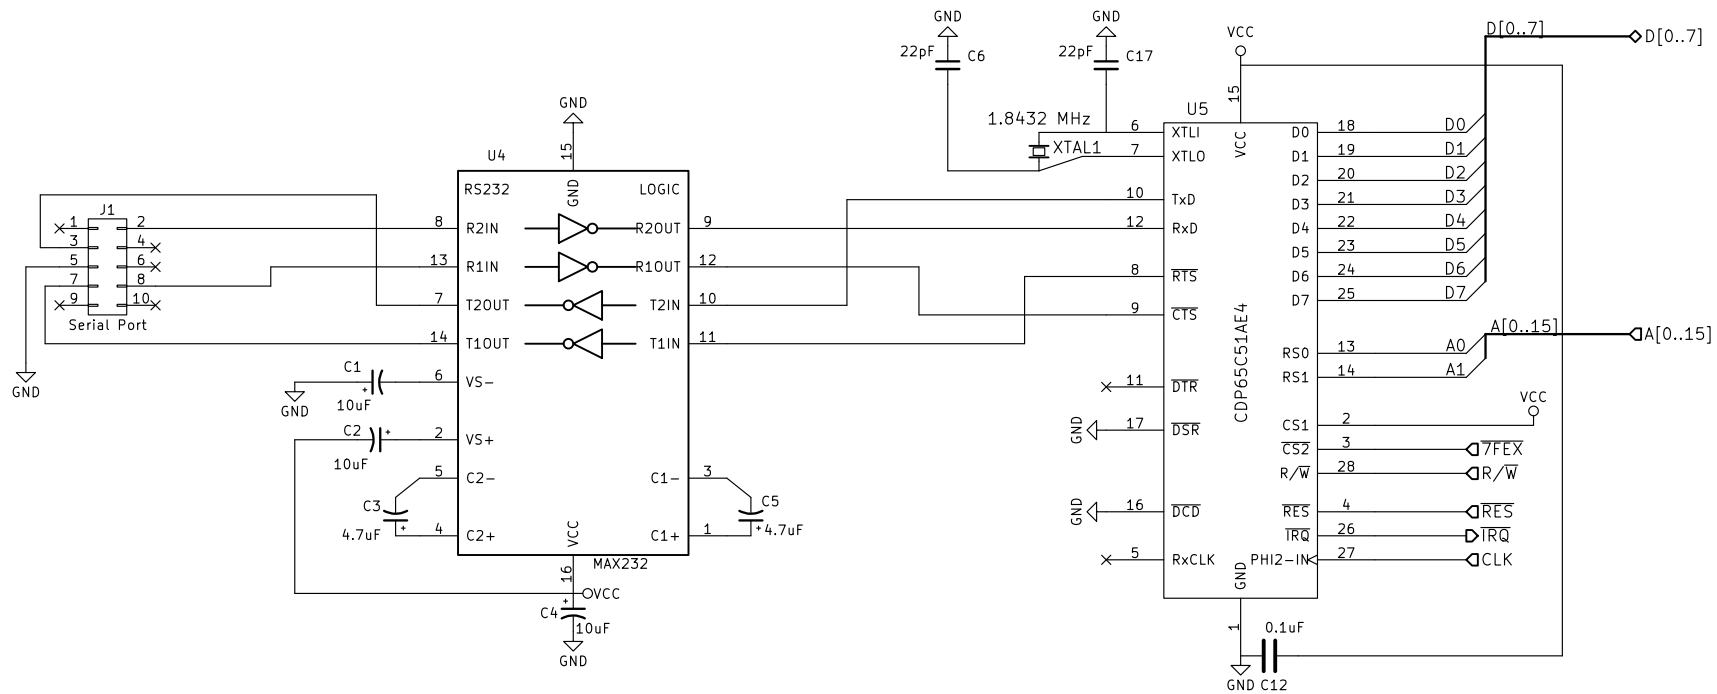 GND
22pF C6
GND
22pF C17
1.8432 MHz
XTAL1
VCC
D[0..7]
D[0..7]
U5
15
VCC
6 XTLI
7 XTLO
10 TxD
12 RxD
8 RTS
9 CTS
11 DTR
GND 17 DSR
GND 16 DCD
5 RxCLK
CDP65C51AE4
D0 18 D0
D1 19 D1
D2 20 D2
D3 21 D3
D4 22 D4
D5 23 D5
D6 24 D6
D7 25 D7
A[0..15]
A[0..15]
RS0 13 A0
RS1 14 A1
VCC
CS1 2
CS2 3 7FEX
R/W 28 R/W
RES 4 RES
IRQ 26 IRQ
PHI2-IN 27 CLK
GND
1
0.1uF
GND C12
GND
15
U4
GND
RS232 LOGIC
8 R2IN R2OUT 9
13 R1IN R1OUT 12
7 T2OUT T2IN 10
14 T1OUT T1IN 11
6 VS-
2 VS+
5 C2- C1- 3
4 C2+ C1+ 1
VCC
MAX232
16
VCC
C4
10uF
GND
J1
1 2
3 4
5 6
7 8
9 10
Serial Port
GND
C1
10uF
GND
C2
10uF
C3
4.7uF
C5
4.7uF